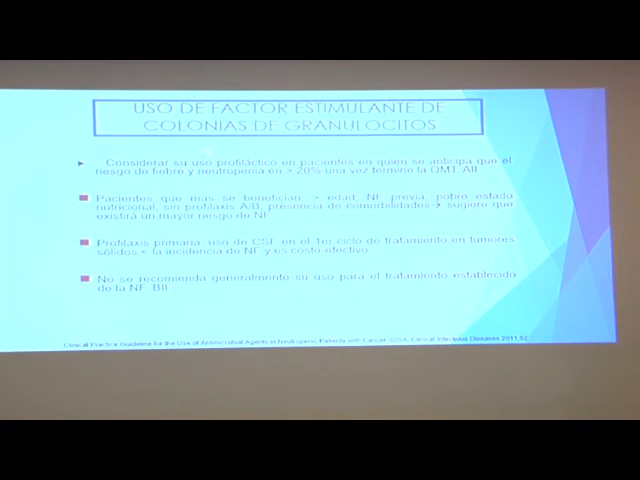 USO DE FACTOR ESTIMULANTE DE
COLONIAS DE GRANULOCITOS
Considerar su uso profiláctico en pacientes en quien se anticipa que el
riesgo de fiebre y neutropenia en > 20% una vez termine la QMT, AII
Pacientes que mas se benefician: > edad, NF previa, pobre estado
nutricional, sin profilaxis A/B, presencia de comorbilidades → sugiere que
existirá un mayor riesgo de NF
Profilaxis primaria: uso de CSF en el 1er ciclo de tratamiento en tumores
sólidos < la incidencia de NF y es costo-efectivo.
No se recomienda generalmente su uso para el tratamiento establecido
de la NF, BII
Clinical Practice Guideline for the Use of Antimicrobial Agents in Neutropenic Patients with Cancer. IDSA. Clinical Infectious Diseases 2011:52